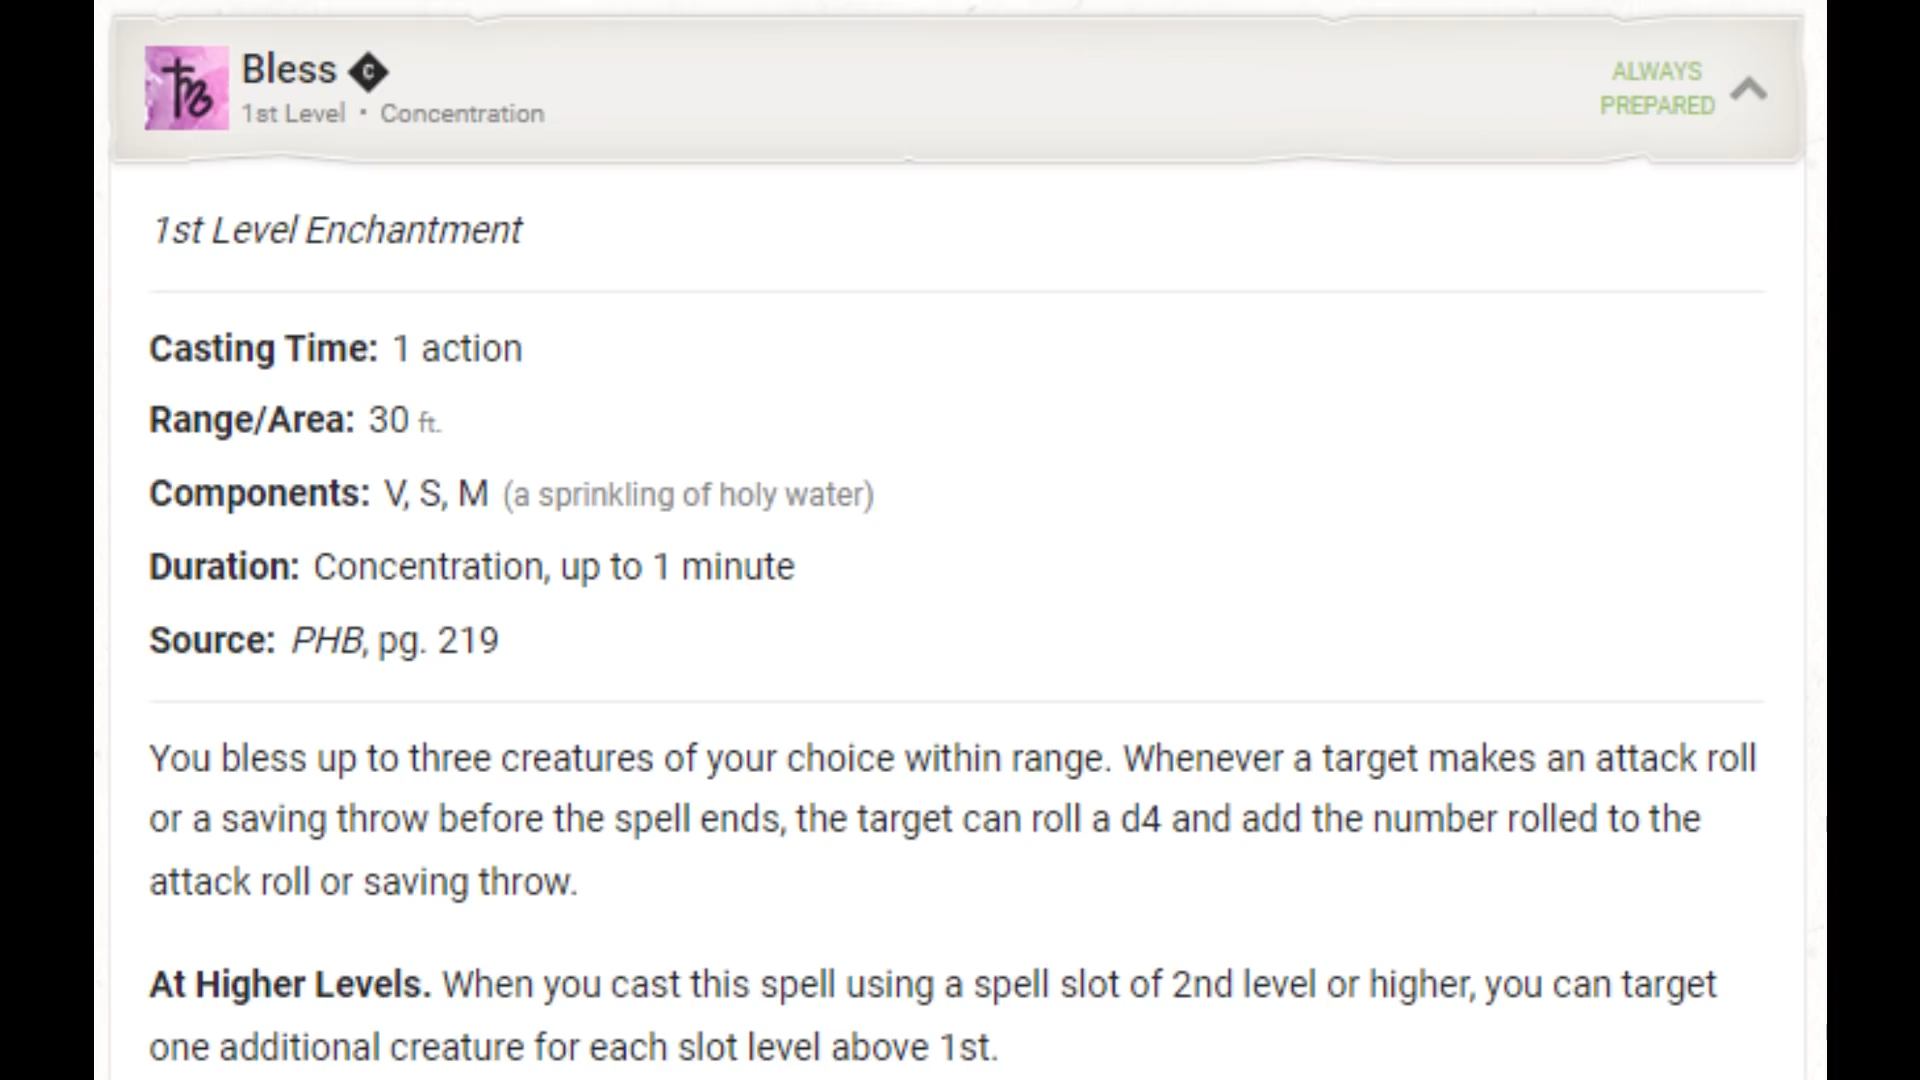 Bless C
1st Level • Concentration
ALWAYS
PREPARED
1st Level Enchantment
Casting Time: 1 action
Range/Area: 30 ft.
Components: V, S, M (a sprinkling of holy water)
Duration: Concentration, up to 1 minute
Source: PHB, pg. 219
You bless up to three creatures of your choice within range. Whenever a target makes an attack roll
or a saving throw before the spell ends, the target can roll a d4 and add the number rolled to the
attack roll or saving throw.
At Higher Levels. When you cast this spell using a spell slot of 2nd level or higher, you can target
one additional creature for each slot level above 1st.